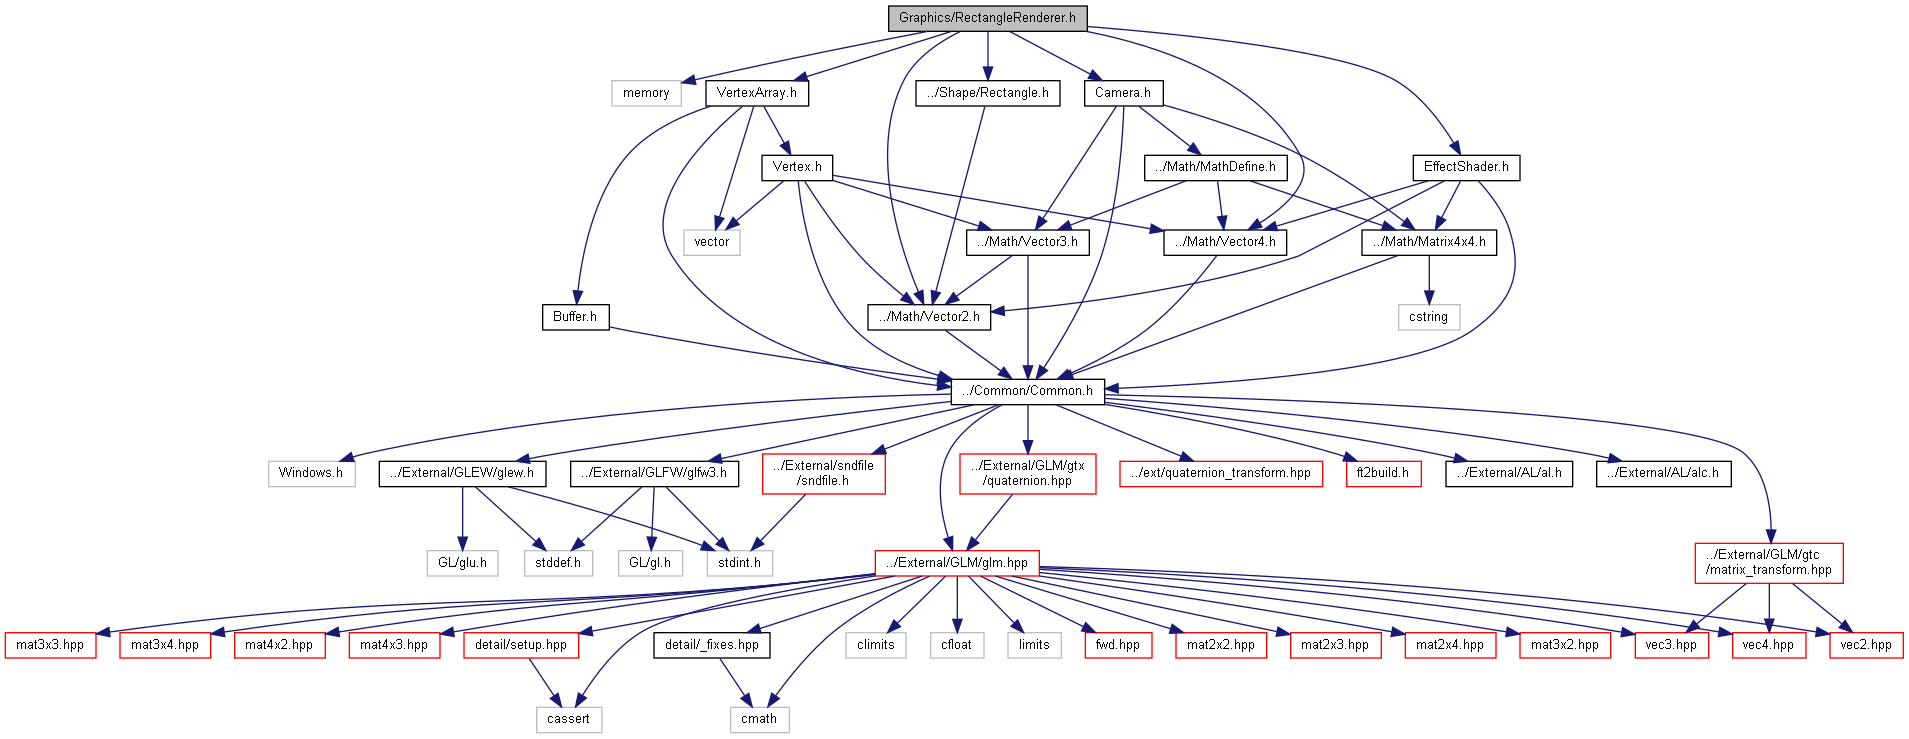 Graphics/RectangleRenderer.h
memory
VertexArray.h
../Shape/Rectangle.h
Camera.h
Vertex.h
../Math/MathDefine.h
EffectShader.h
vector
../Math/Vector3.h
../Math/Vector4.h
../Math/Matrix4x4.h
Buffer.h
../Math/Vector2.h
cstring
../Common/Common.h
Windows.h
../External/GLEW/glew.h
../External/GLFW/glfw3.h
../External/sndfile
/sndfile.h
../External/GLM/gtx
/quaternion.hpp
../ext/quaternion_transform.hpp
ft2build.h
../External/AL/al.h
../External/AL/alc.h
GL/glu.h
stddef.h
GL/gl.h
stdint.h
../External/GLM/glm.hpp
../External/GLM/gtc
/matrix_transform.hpp
mat3x3.hpp
mat3x4.hpp
mat4x2.hpp
mat4x3.hpp
detail/setup.hpp
detail/_fixes.hpp
climits
cfloat
limits
fwd.hpp
mat2x2.hpp
mat2x3.hpp
mat2x4.hpp
mat3x2.hpp
vec3.hpp
vec4.hpp
vec2.hpp
cassert
cmath